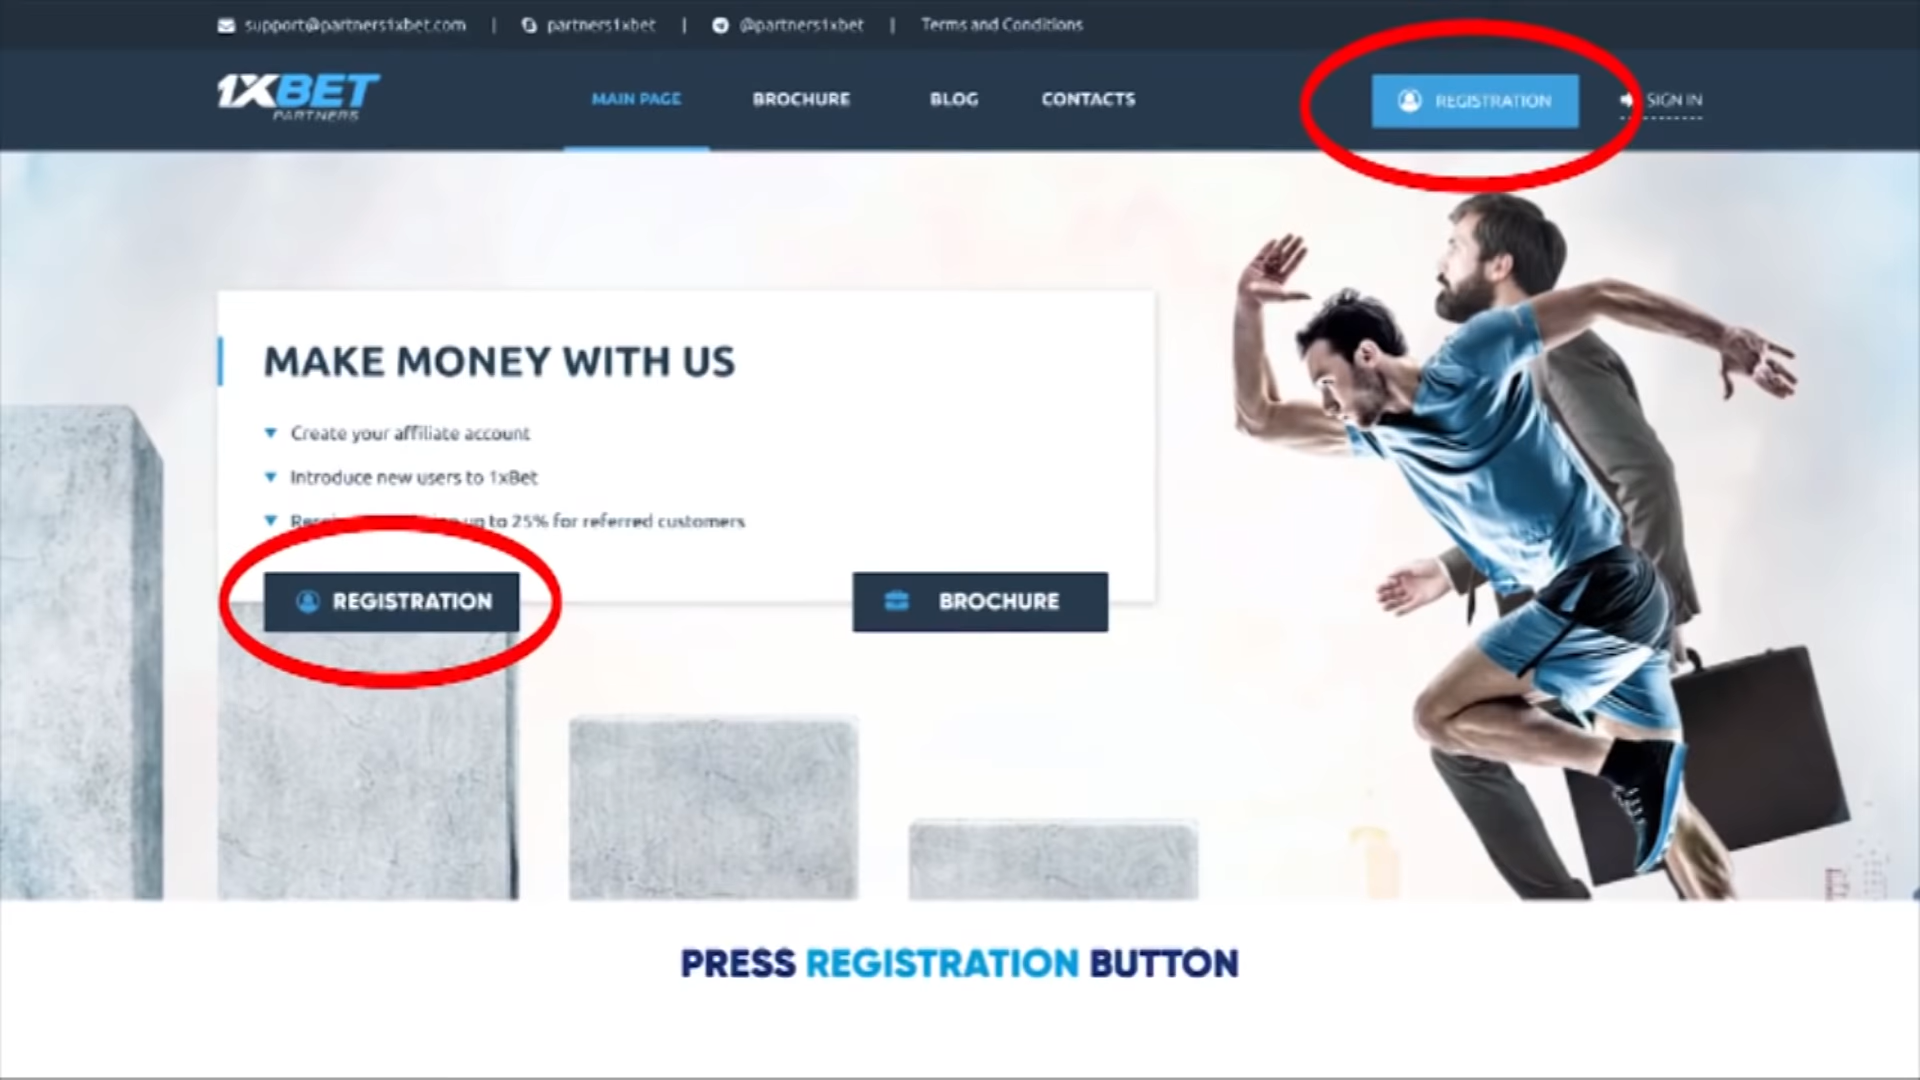 support@partners1xbet.com | partners1xbet | @partners1xbet | Terms and Conditions
1XBET
PARTNERS
MAIN PAGE
BROCHURE
BLOG
CONTACTS
REGISTRATION
SIGN IN
MAKE MONEY WITH US
Create your affiliate account
Introduce new users to 1xBet
up to 25% for referred customers
REGISTRATION
BROCHURE
PRESS REGISTRATION BUTTON